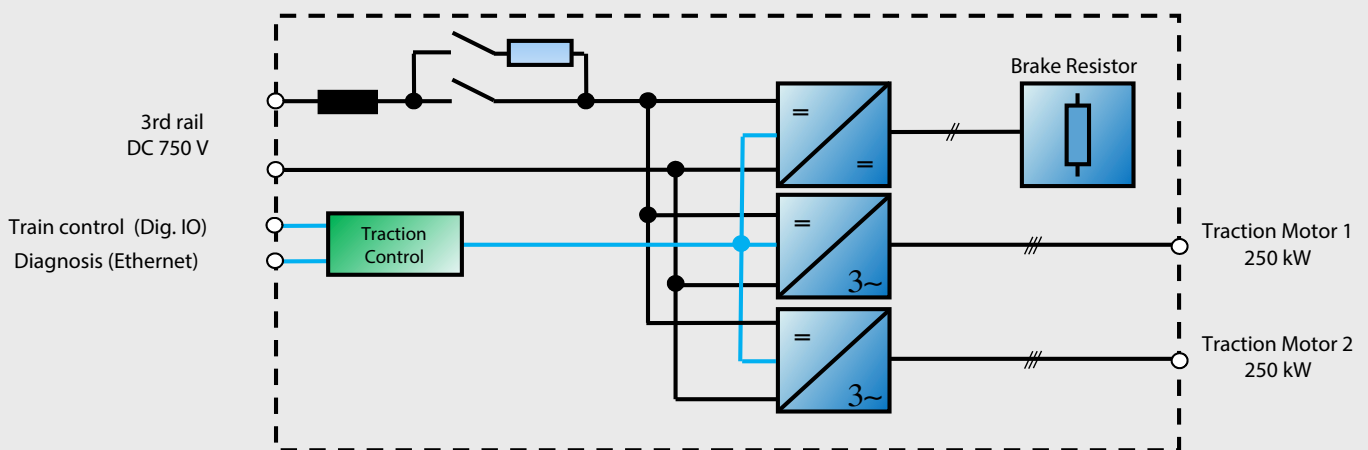 Brake Resistor
3rd rail
DC 750 V
=
=
Train control  (Dig. IO)
Diagnosis (Ethernet)
Traction
Control
=
3~
Traction Motor 1
250 kW
=
3~
Traction Motor 2
250 kW